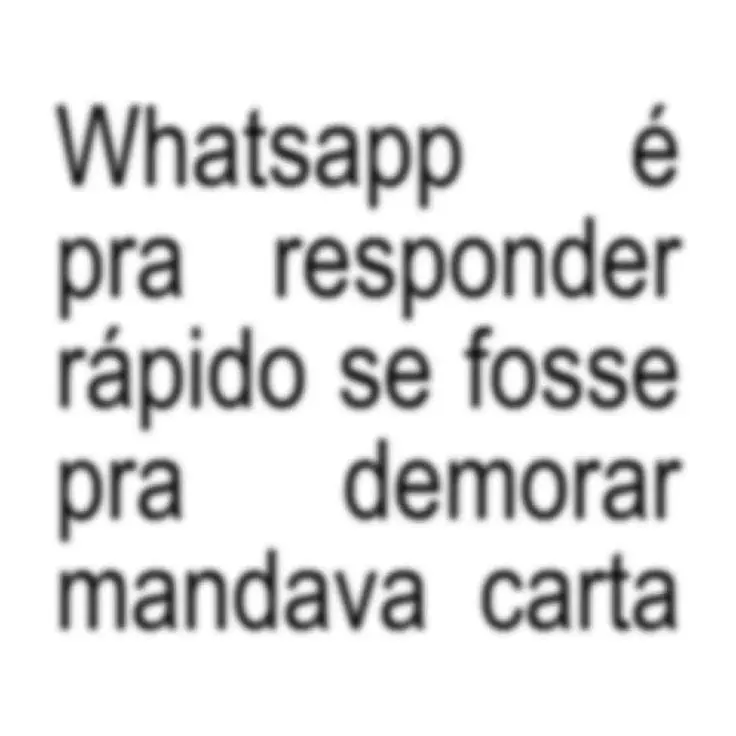 Whatsapp é
pra responder
rápido se fosse
pra demorar
mandava carta